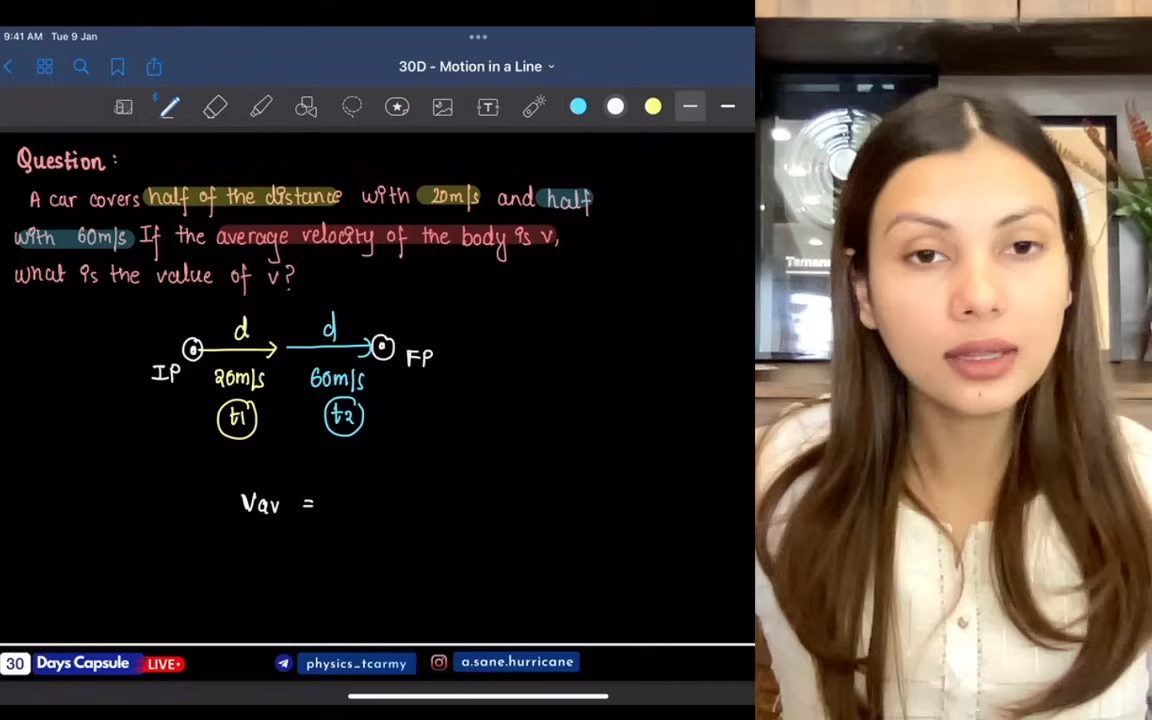 9:41 AM Tue 9 Jan
30D - Motion in a Line
Question :
A car covers half of the distance with 20m/s and half
with 60m/s If the average velocity of the body is v,
what is the value of v?
d d
IP FP
20m/s 60m/s
t1 t2
Vav =
30 Days Capsule LIVE
physics_tcarmy
a.sane.hurricane